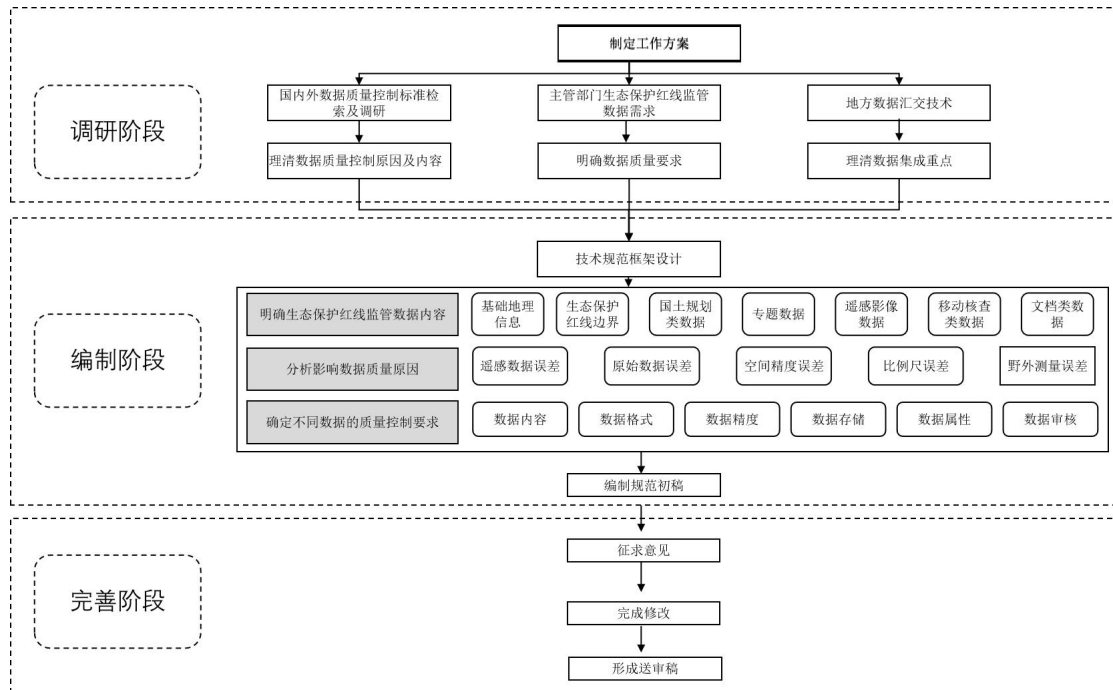 制定工作方案
调研阶段
国内外数据质量控制标准检
索及调研
主管部门生态保护红线监管
数据需求
地方数据汇交技术
理清数据质量控制原因及内容
明确数据质量要求
理清数据集成重点
编制阶段
技术规范框架设计
明确生态保护红线监管数据内容
基础地理
信息
生态保护
红线边界
国土规划
类数据
专题数据
遥感影像
数据
移动核查
类数据
文档类数
据
分析影响数据质量原因
遥感数据误差
原始数据误差
空间精度误差
比例尺误差
野外测量误差
确定不同数据的质量控制要求
数据内容
数据格式
数据精度
数据存储
数据属性
数据审核
编制规范初稿
完善阶段
征求意见
完成修改
形成送审稿